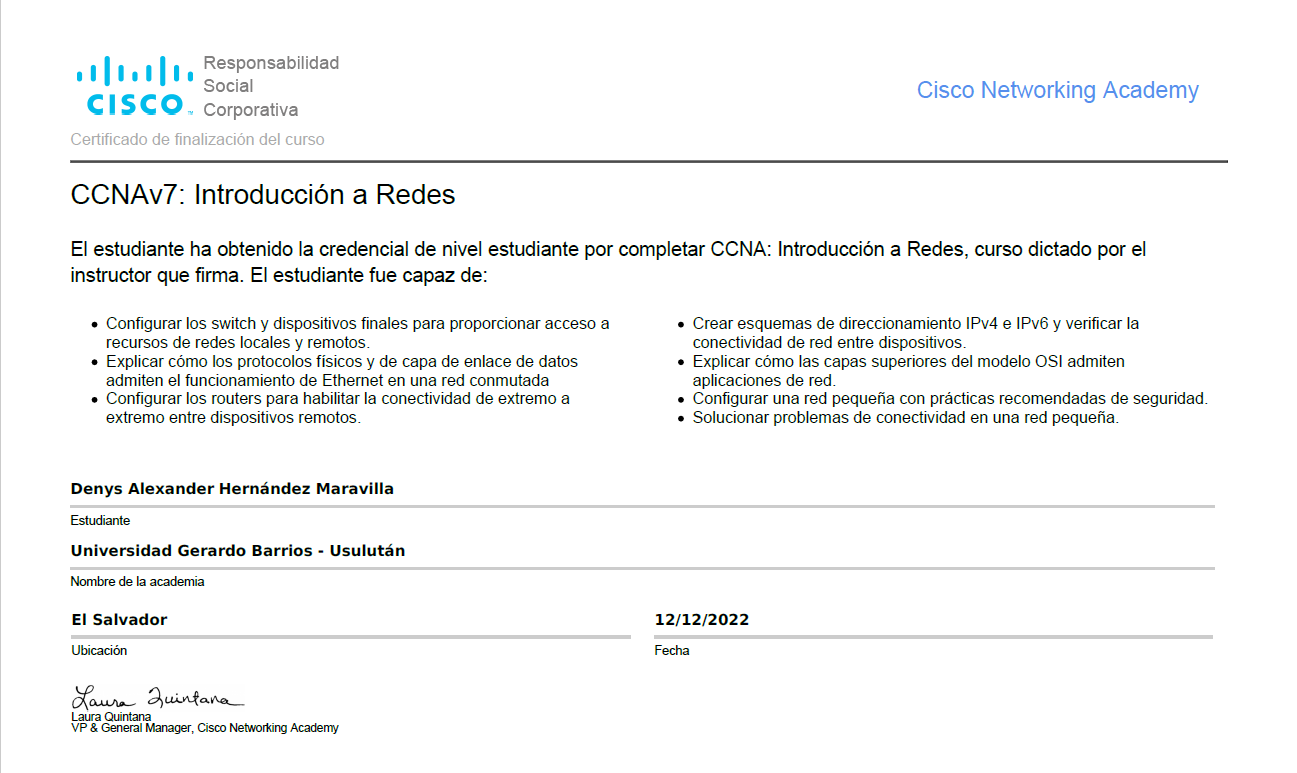 CISCO
Responsabilidad
Social
Corporativa
Cisco Networking Academy
Certificado de finalización del curso
CCNAv7: Introducción a Redes
El estudiante ha obtenido la credencial de nivel estudiante por completar CCNA: Introducción a Redes, curso dictado por el
instructor que firma. El estudiante fue capaz de:
• Configurar los switch y dispositivos finales para proporcionar acceso a
recursos de redes locales y remotos.
• Explicar cómo los protocolos físicos y de capa de enlace de datos
admiten el funcionamiento de Ethernet en una red conmutada
• Configurar los routers para habilitar la conectividad de extremo a
extremo entre dispositivos remotos.
• Crear esquemas de direccionamiento IPv4 e IPv6 y verificar la
conectividad de red entre dispositivos.
• Explicar cómo las capas superiores del modelo OSI admiten
aplicaciones de red.
• Configurar una red pequeña con prácticas recomendadas de seguridad.
• Solucionar problemas de conectividad en una red pequeña.
Denys Alexander Hernández Maravilla
Estudiante
Universidad Gerardo Barrios - Usulután
Nombre de la academia
El Salvador
Ubicación
12/12/2022
Fecha
Laura Quintana
Laura Quintana
VP & General Manager, Cisco Networking Academy